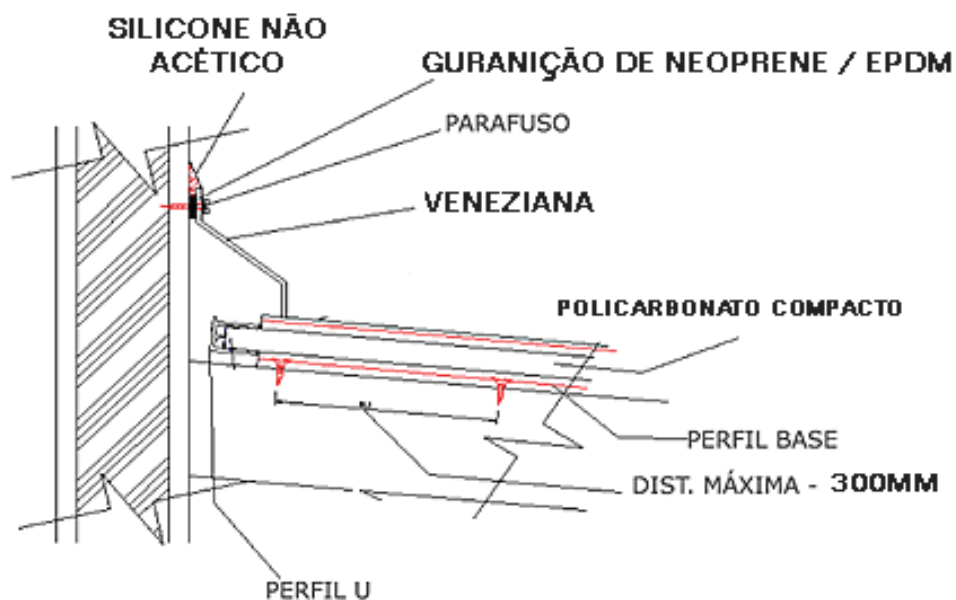 SILICONE NÃO
ACÉTICO
GURANIÇÃO DE NEOPRENE / EPDM
PARAFUSO
VENEZIANA
POLICARBONATO COMPACTO
PERFIL BASE
DIST. MÁXIMA - 300MM
PERFIL U